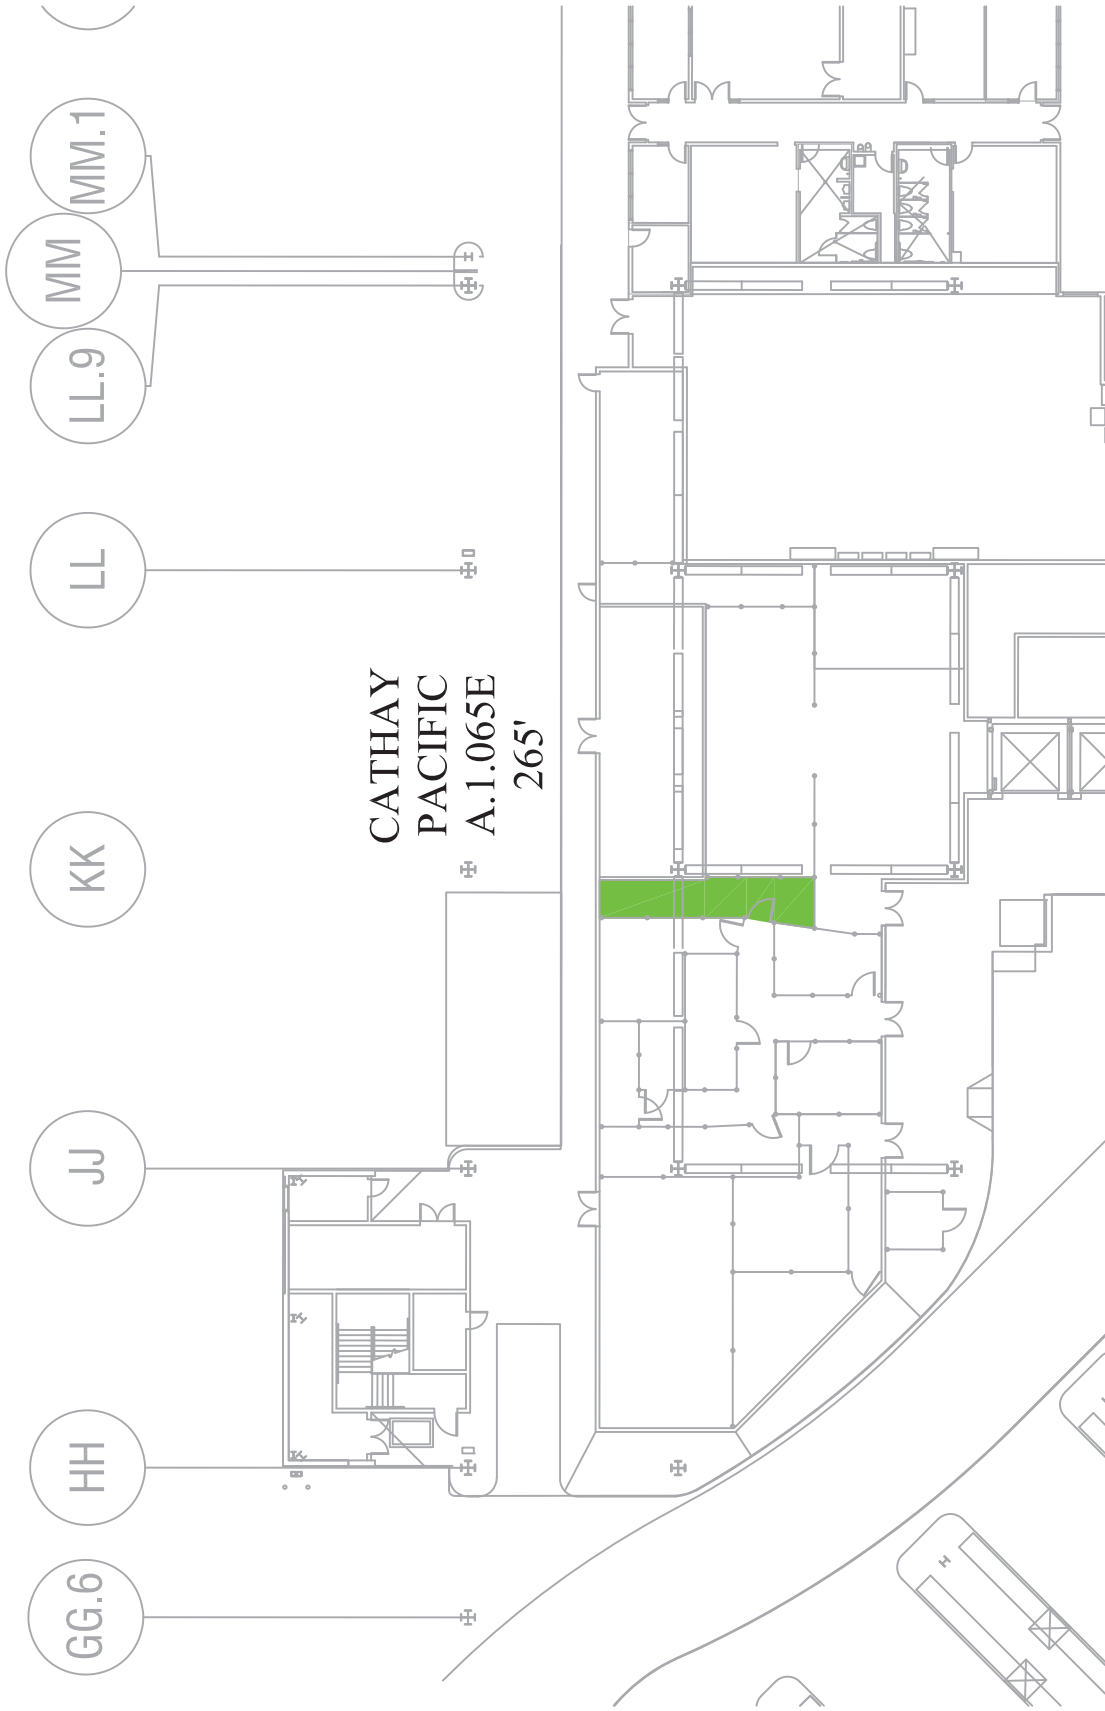 MM.1
MM
LL.9
LL
KK
JJ
HH
GG.6
CATHAY
PACIFIC
A.1.065E
265'